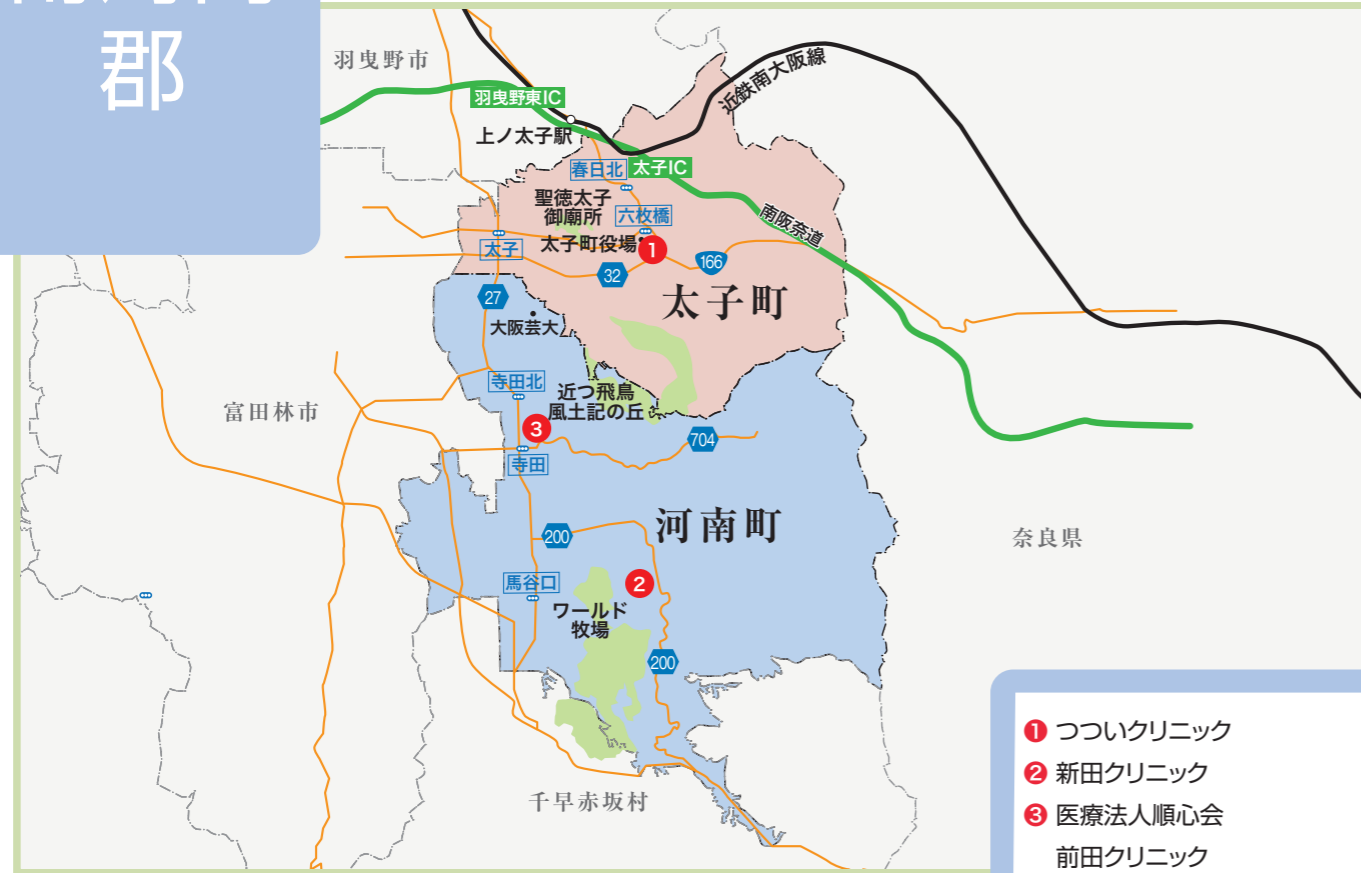 郡
羽曳野市
近鉄南大阪線
羽曳野東IC
上ノ太子駅
春日北
太子IC
聖徳太子
御廟所
六枚橋
南阪奈道
太子
太子町役場
1
166
32
27
太子町
大阪芸大
寺田北
近つ飛鳥
風土記の丘
富田林市
3
704
寺田
河南町
200
奈良県
馬谷口
2
ワールド
牧場
200
千早赤坂村
1 つついクリニック
2 新田クリニック
3 医療法人順心会
前田クリニック